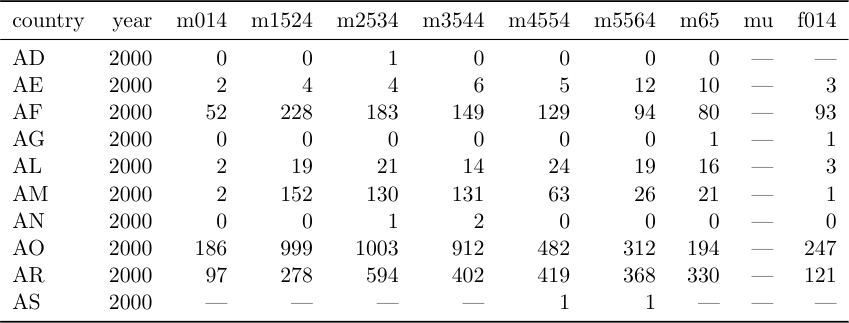 country year m014 m1524 m2534 m3544 m4554 m5564 m65 mu f014
AD 2000 0 0 1 0 0 0 0 — —
AE 2000 2 4 4 6 5 12 10 — 3
AF 2000 52 228 183 149 129 94 80 — 93
AG 2000 0 0 0 0 0 0 1 — 1
AL 2000 2 19 21 14 24 19 16 — 3
AM 2000 2 152 130 131 63 26 21 — 1
AN 2000 0 0 1 2 0 0 0 — 0
AO 2000 186 999 1003 912 482 312 194 — 247
AR 2000 97 278 594 402 419 368 330 — 121
AS 2000 — — — — 1 1 — — —